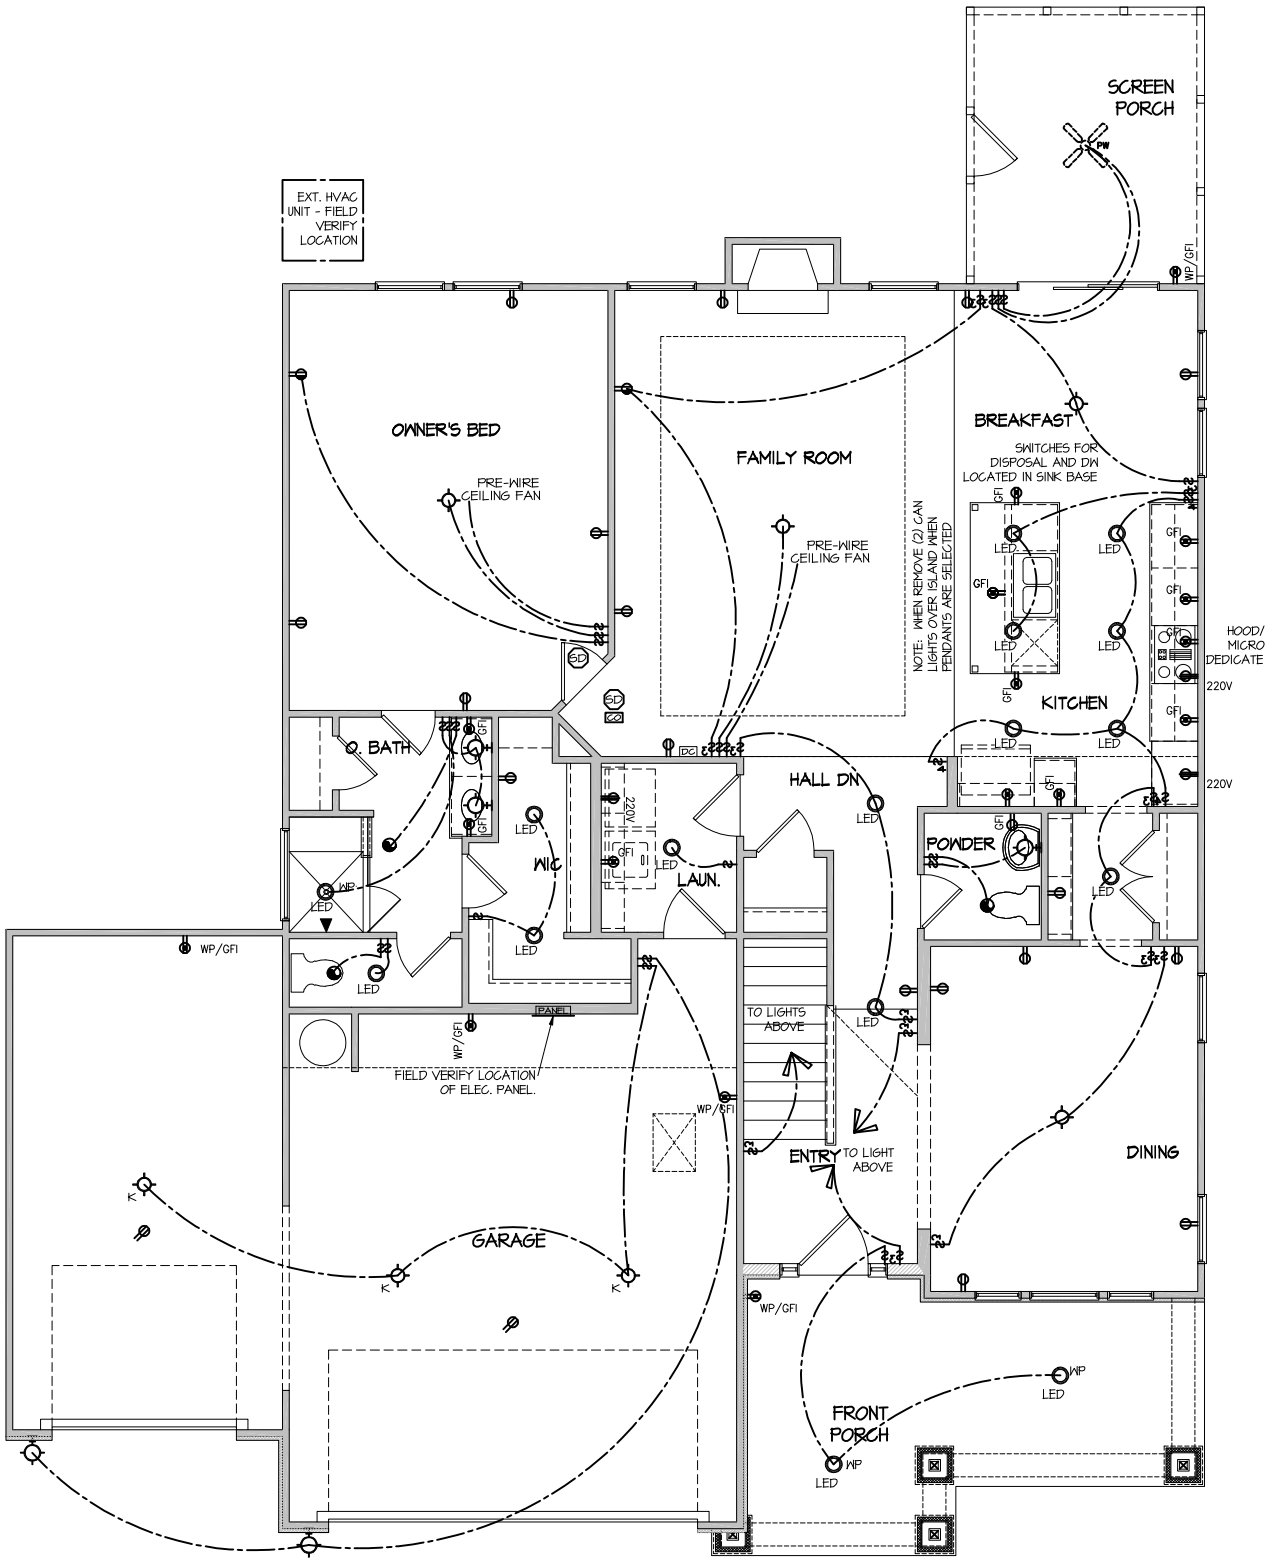 SCREEN
PORCH
PW
EXT. HVAC
UNIT - FIELD
VERIFY
LOCATION
WP/GFI
OWNER'S BED
PRE-WIRE
CEILING FAN
FAMILY ROOM
PRE-WIRE
CEILING FAN
BREAKFAST
SWITCHES FOR
DISPOSAL AND DW
LOCATED IN SINK BASE
NOTE: WHEN REMOVE (2) CAN
LIGHTS OVER ISLAND WHEN
PENDANTS ARE SELECTED
GFI
LED
LED
GFI
GFI
GFI
LED
LED
GFI
GFI
HOOD/
MICRO
DEDICATE
220V
KITCHEN
GFI
LED
LED
GFI
220V
SD
SD
CO
DC
O. BATH
GFI
GFI
WP
LED
LED
WIC
LED
LED
220V
GFI
LED
LAUN.
HALL DN
LED
POWDER
GFI
LED
WP/GFI
LED
PANEL
WP/GFI
FIELD VERIFY LOCATION
OF ELEC. PANEL.
TO LIGHTS
ABOVE
LED
WP/GFI
ENTRY
TO LIGHT
ABOVE
DINING
K
GARAGE
K
K
WP/GFI
WP
LED
FRONT
PORCH
WP
LED